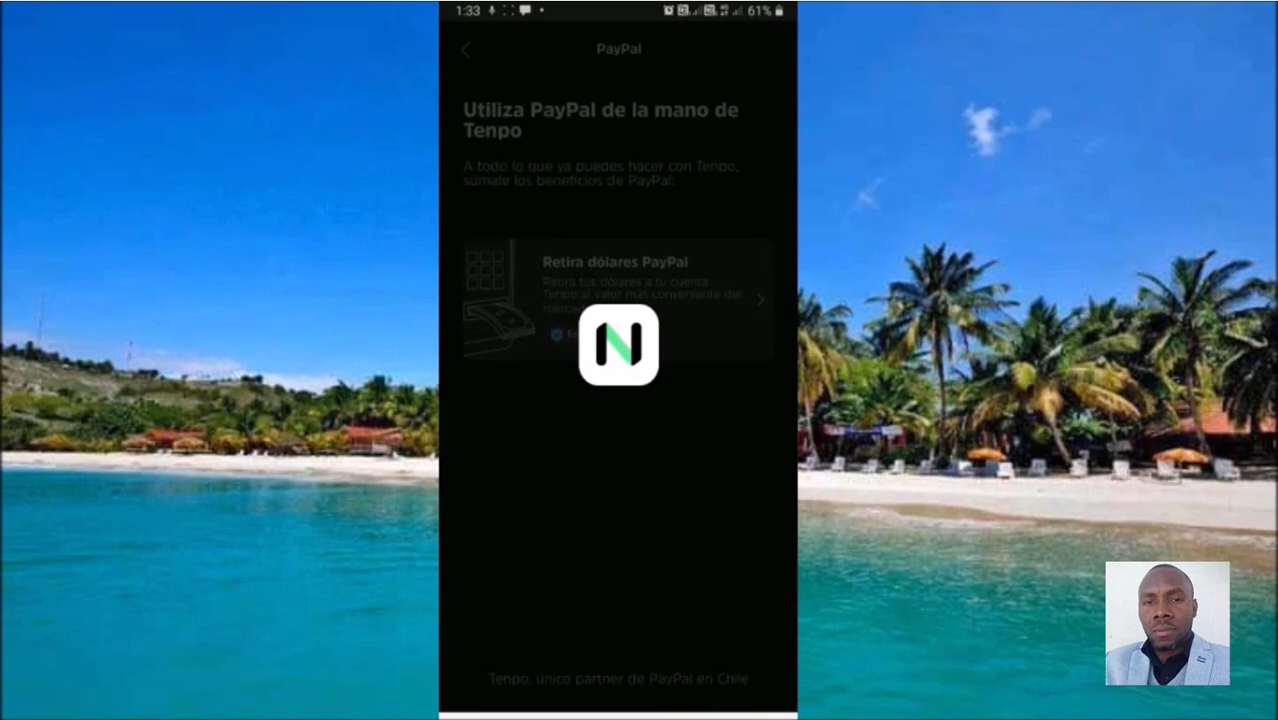 1:33
61%
PayPal
Utiliza PayPal de la mano de
Tenpo
A todo lo que ya puedes hacer con Tenpo,
súmale los beneficios de PayPal:
Retira dólares PayPal
Retira tus dólares a tu cuenta
Tenpo al valor más conveniente del
N
Tenpo, único partner de PayPal en Chile